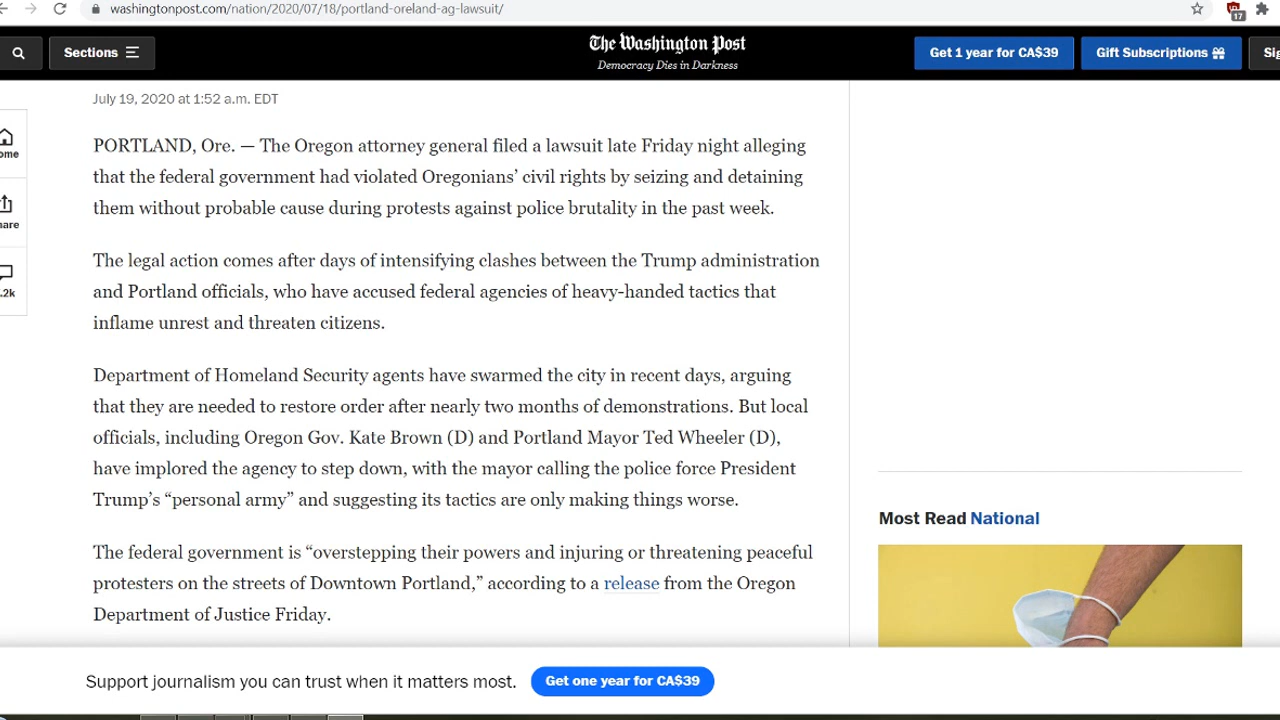 washingtonpost.com/nation/2020/07/18/portland-oreland-ag-lawsuit/
17
Sections
The Washington Post
Democracy Dies in Darkness
Get 1 year for CA$39
Gift Subscriptions
Sig
July 19, 2020 at 1:52 a.m. EDT
ome
hare
.2k
PORTLAND, Ore. — The Oregon attorney general filed a lawsuit late Friday night alleging
that the federal government had violated Oregonians’ civil rights by seizing and detaining
them without probable cause during protests against police brutality in the past week.
The legal action comes after days of intensifying clashes between the Trump administration
and Portland officials, who have accused federal agencies of heavy-handed tactics that
inflame unrest and threaten citizens.
Department of Homeland Security agents have swarmed the city in recent days, arguing
that they are needed to restore order after nearly two months of demonstrations. But local
officials, including Oregon Gov. Kate Brown (D) and Portland Mayor Ted Wheeler (D),
have implored the agency to step down, with the mayor calling the police force President
Trump’s “personal army” and suggesting its tactics are only making things worse.
The federal government is “overstepping their powers and injuring or threatening peaceful
protesters on the streets of Downtown Portland,” according to a release from the Oregon
Department of Justice Friday.
Most Read National
Support journalism you can trust when it matters most.
Get one year for CA$39